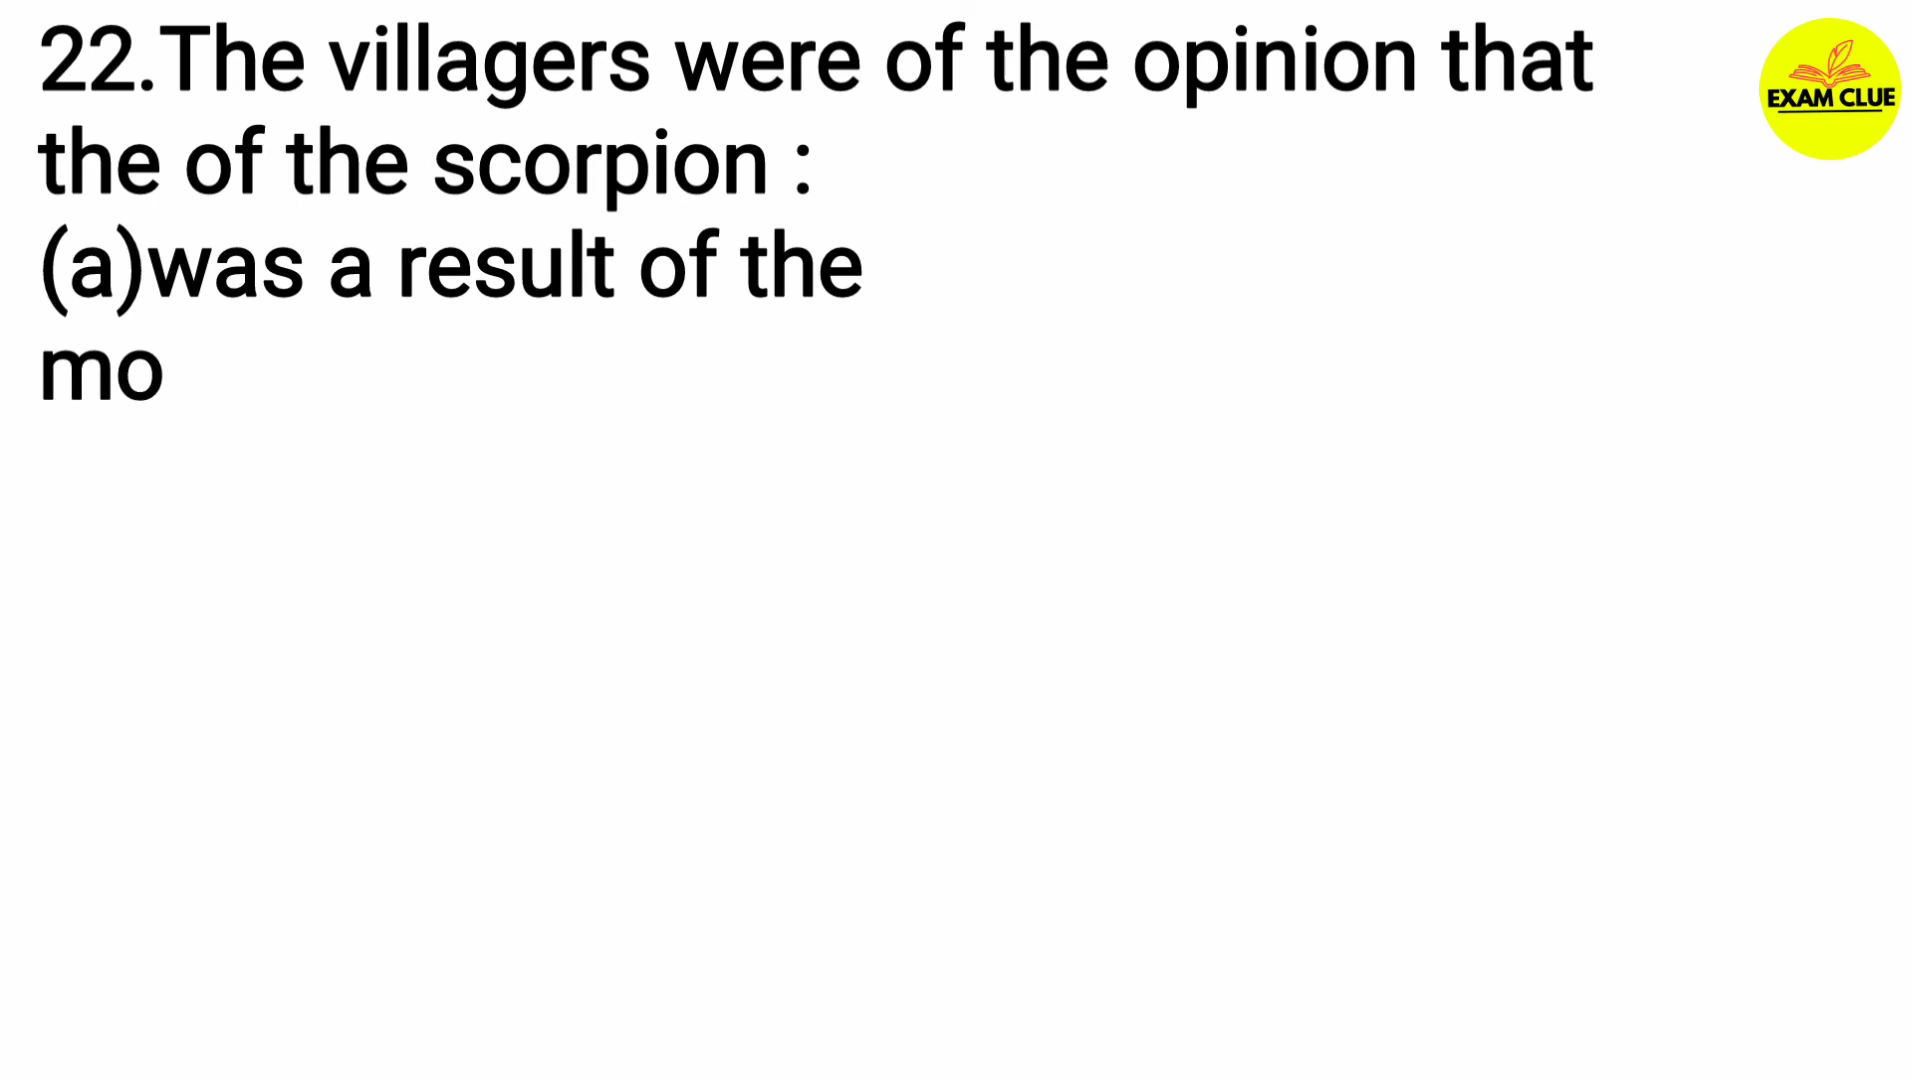 22.The villagers were of the opinion that
the of the scorpion :
(a)was a result of the
mo
EXAM CLUE